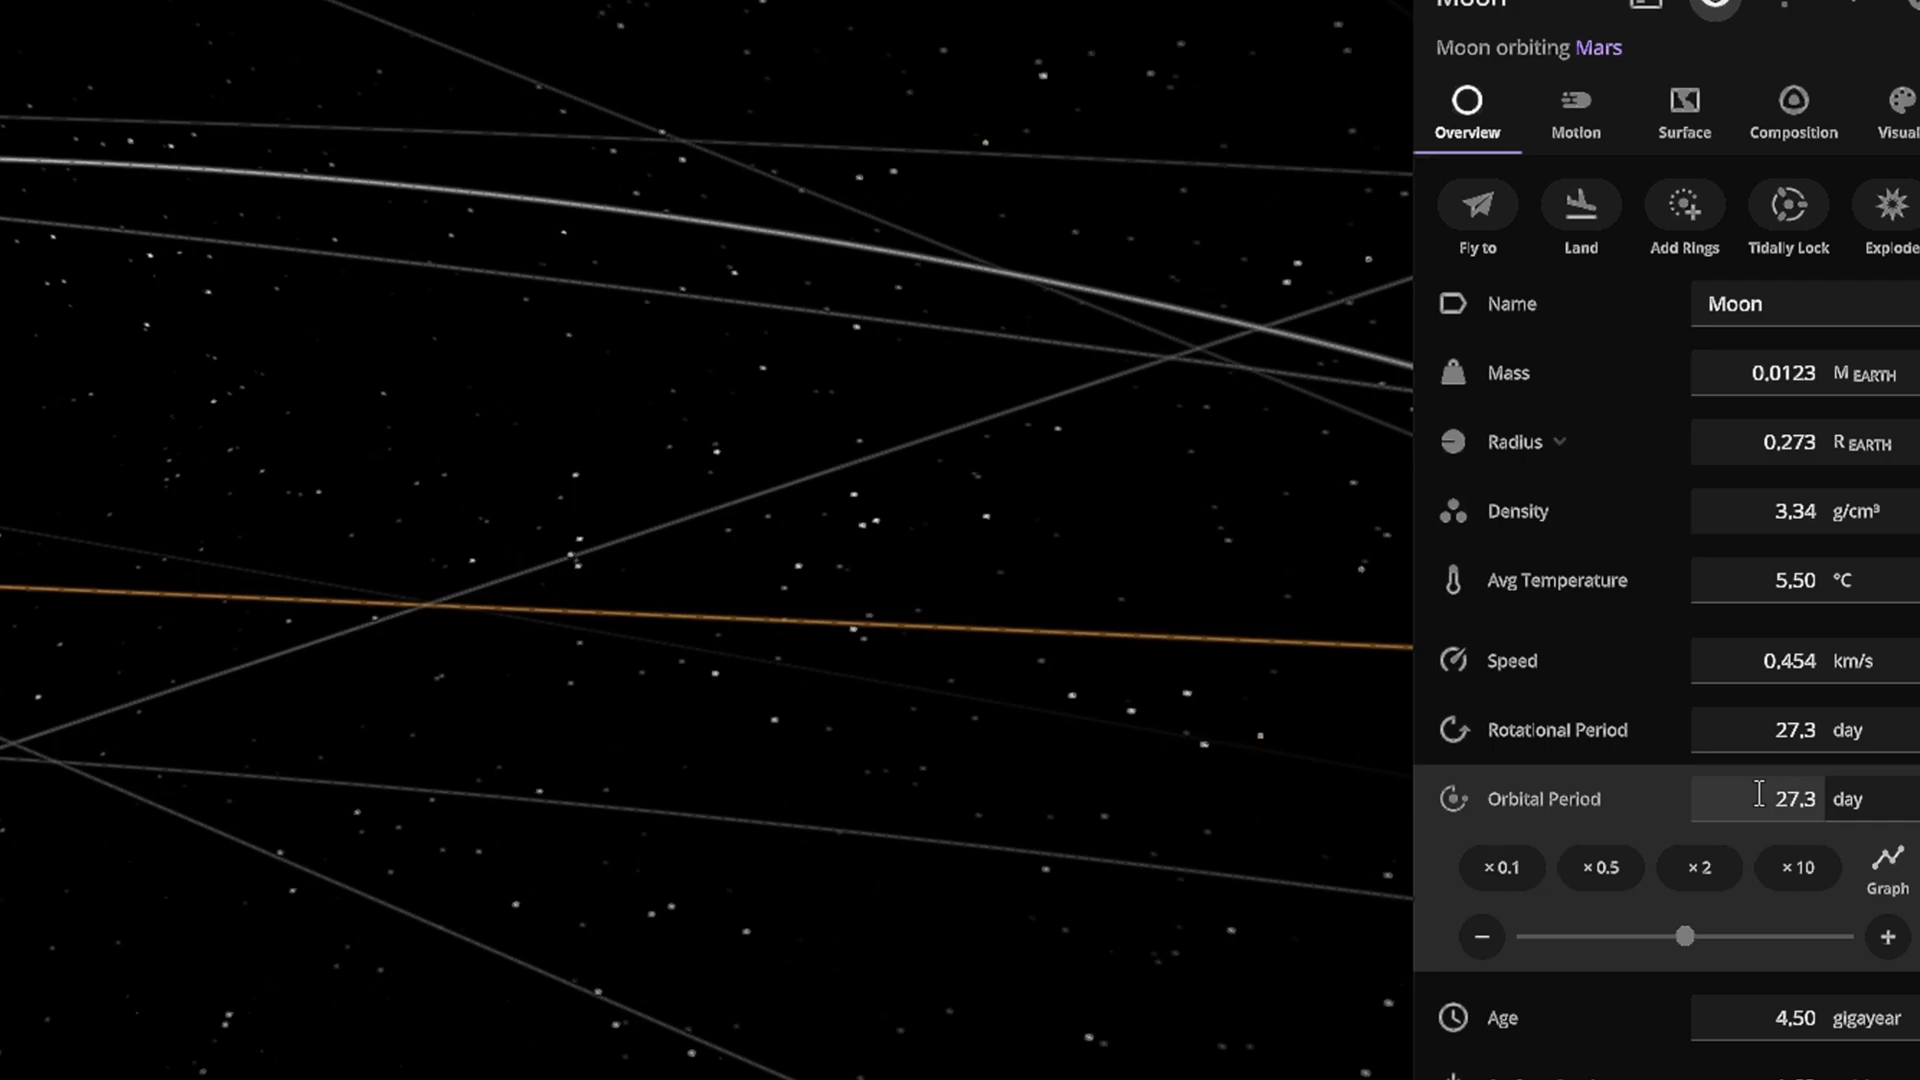 Moon
Moon orbiting Mars
Overview Motion Surface Composition Visual
Fly to Land Add Rings Tidally Lock Explode
Name Moon
Mass 0,0123 M EARTH
Radius 0,273 R EARTH
Density 3,34 g/cm³
Avg Temperature 5,50 °C
Speed 0,454 km/s
Rotational Period 27,3 day
Orbital Period 27,3 day
×0.1 ×0.5 ×2 ×10 Graph
Age 4,50 gigayear